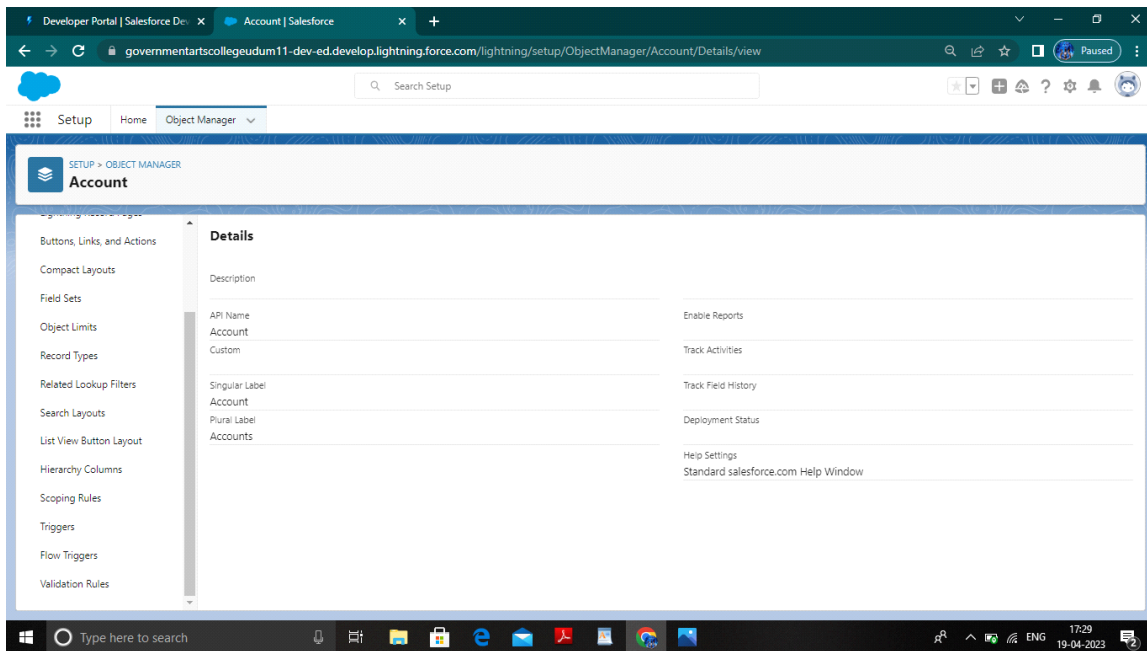 Developer Portal | Salesforce Dev
Account | Salesforce
governmentartscollegeudum11-dev-ed.develop.lightning.force.com/lightning/setup/ObjectManager/Account/Details/view
Paused
Search Setup
Setup
Home
Object Manager
SETUP > OBJECT MANAGER
Account
Lightning Record Pages
Buttons, Links, and Actions
Compact Layouts
Field Sets
Object Limits
Record Types
Related Lookup Filters
Search Layouts
List View Button Layout
Hierarchy Columns
Scoping Rules
Triggers
Flow Triggers
Validation Rules
Details
Description
API Name
Account
Custom
Singular Label
Account
Plural Label
Accounts
Enable Reports
Track Activities
Track Field History
Deployment Status
Help Settings
Standard salesforce.com Help Window
Type here to search
ENG
17:29
19-04-2023
2